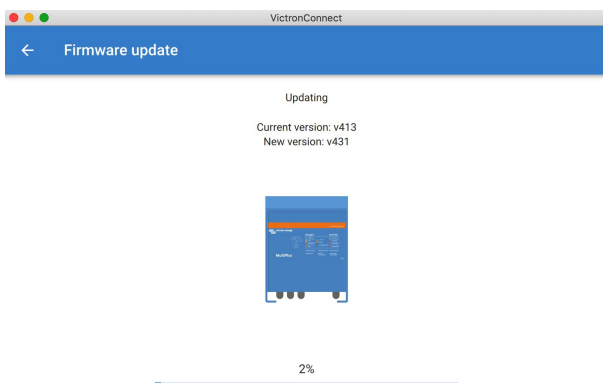 VictronConnect
Firmware update
Updating
Current version: v413
New version: v431
MultiPlus
2%